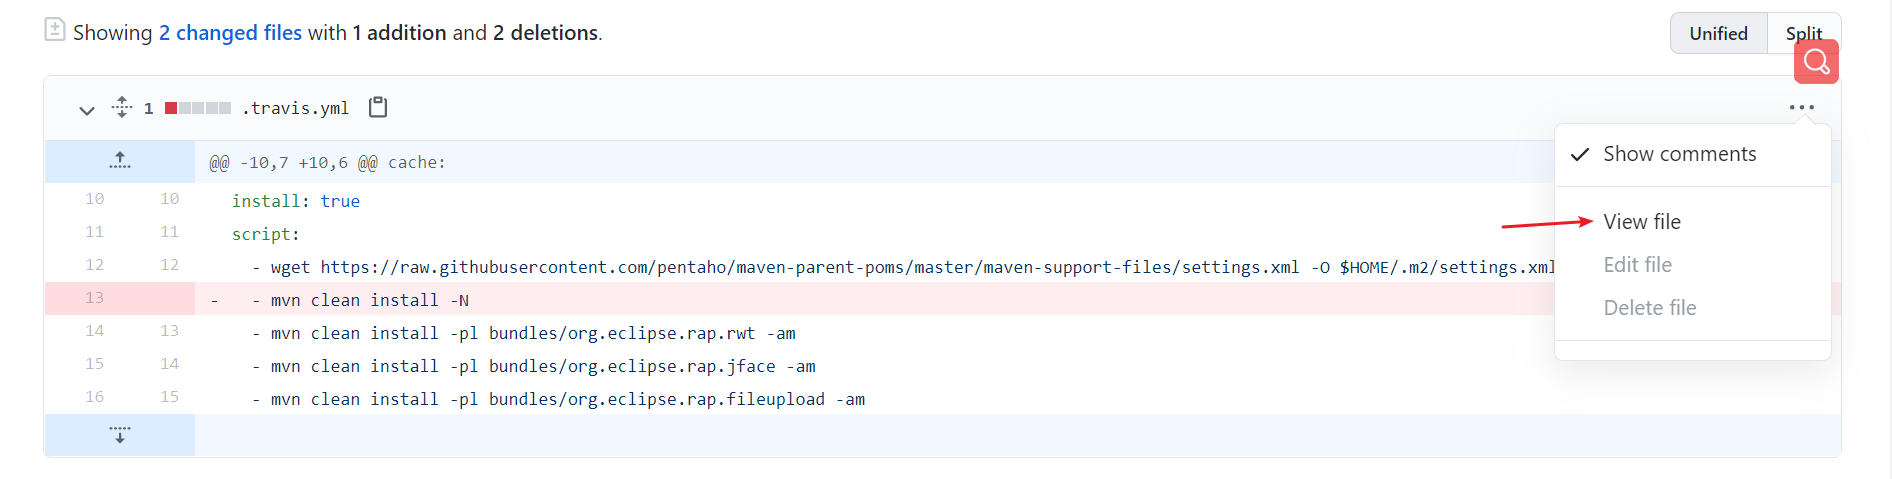 Showing 2 changed files with 1 addition and 2 deletions.
Unified Split
1 .travis.yml
@@ -10,7 +10,6 @@ cache:
Show comments
10 10 install: true
View file
11 11 script:
12 12 - wget https://raw.githubusercontent.com/pentaho/maven-parent-poms/master/maven-support-files/settings.xml -O $HOME/.m2/settings.xml
Edit file
13 - - mvn clean install -N
Delete file
14 13 - mvn clean install -pl bundles/org.eclipse.rap.rwt -am
15 14 - mvn clean install -pl bundles/org.eclipse.rap.jface -am
16 15 - mvn clean install -pl bundles/org.eclipse.rap.fileupload -am